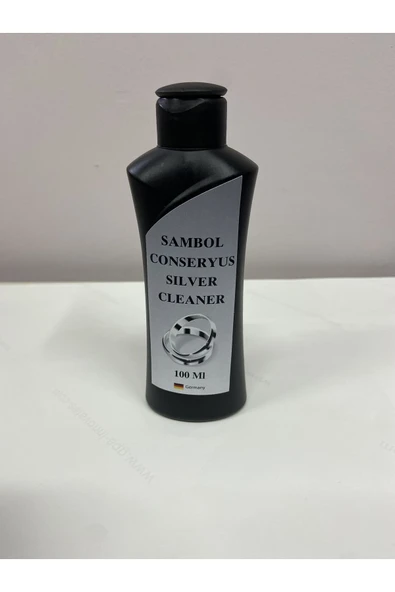 SAMBOL
CONSERYUS
SILVER
CLEANER
100 Ml
Germany